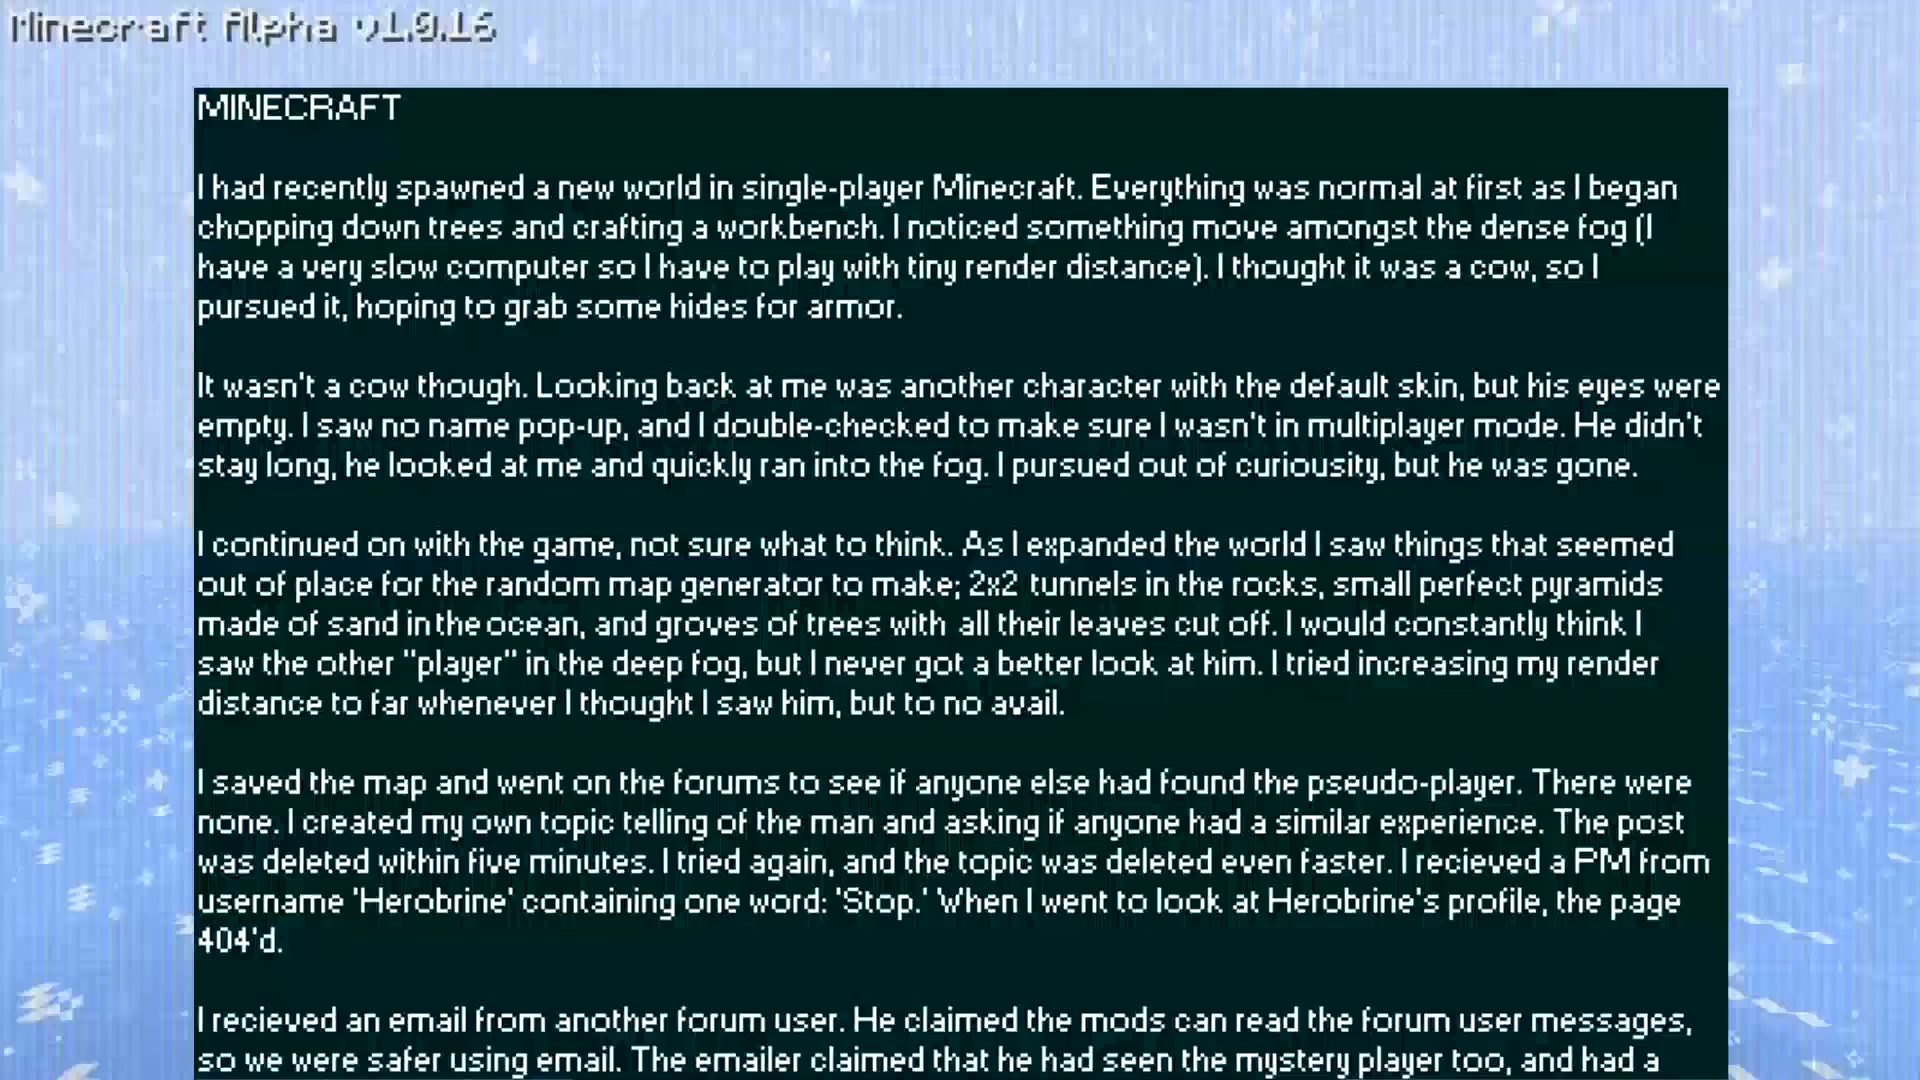 Minecraft Alpha v1.0.16
MINECRAFT
I had recently spawned a new world in single-player Minecraft. Everything was normal at first as I began
chopping down trees and crafting a workbench. I noticed something move amongst the dense fog (I
have a very slow computer so I have to play with tiny render distance). I thought it was a cow, so I
pursued it, hoping to grab some hides for armor.
It wasn't a cow though. Looking back at me was another character with the default skin, but his eyes were
empty. I saw no name pop-up, and I double-checked to make sure I wasn't in multiplayer mode. He didn't
stay long, he looked at me and quickly ran into the fog. I pursued out of curiousity, but he was gone.
I continued on with the game, not sure what to think. As I expanded the world I saw things that seemed
out of place for the random map generator to make; 2x2 tunnels in the rocks, small perfect pyramids
made of sand in the ocean, and groves of trees with all their leaves cut off. I would constantly think I
saw the other "player" in the deep fog, but I never got a better look at him. I tried increasing my render
distance to far whenever I thought I saw him, but to no avail.
I saved the map and went on the forums to see if anyone else had found the pseudo-player. There were
none. I created my own topic telling of the man and asking if anyone had a similar experience. The post
was deleted within five minutes. I tried again, and the topic was deleted even faster. I recieved a PM from
username 'Herobrine' containing one word: 'Stop.' When I went to look at Herobrine's profile, the page
404'd.
I recieved an email from another forum user. He claimed the mods can read the forum user messages,
so we were safer using email. The emailer claimed that he had seen the mystery player too, and had a